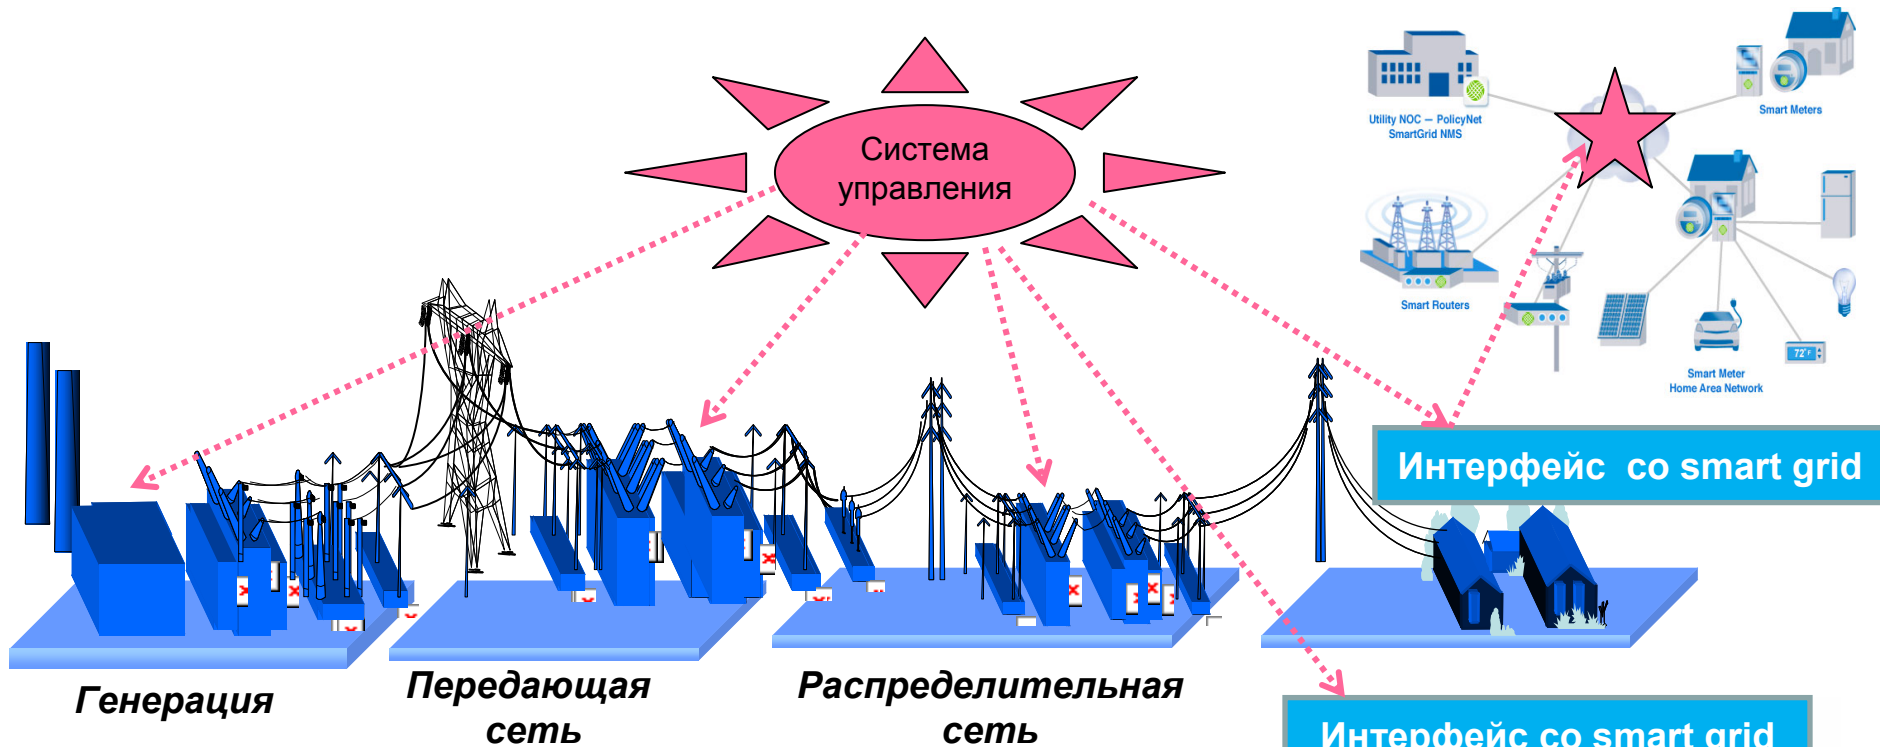 Система
управления
Utility NOC — PolicyNet
SmartGrid NMS
Smart Meters
Smart Routers
72°F
Smart Meter
Home Area Network
Интерфейс со smart grid
Генерация
Передающая
сеть
Распределительная
сеть
Интерфейс со smart grid